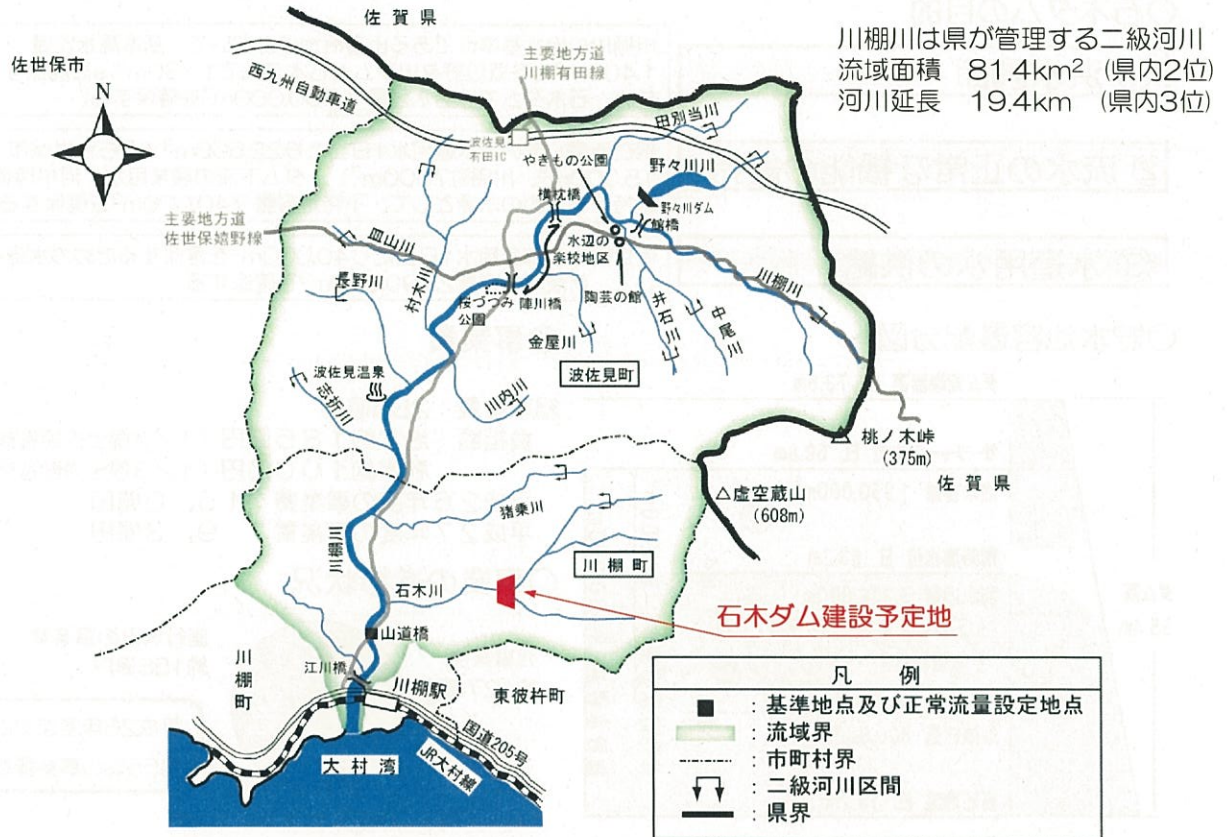 佐賀県
佐世保市
N
西九州自動車道
主要地方道
川棚有田線
川棚川は県が管理する二級河川
流域面積 81.4km² (県内2位)
河川延長 19.4km (県内3位)
田別当川
波佐見
有田IC
やきもの公園
野々川川
横枕橋
野々川ダム
館橋
主要地方道
佐世保嬉野線
皿山川
水辺の
楽校地区
川棚川
長野川
村木川
桜づつみ
公園
陣川橋
陶芸の館
井石川
中尾川
金屋川
波佐見町
波佐見温泉
志折川
川内川
桃ノ木峠
(375m)
佐賀県
△虚空蔵山
(608m)
猪乗川
川棚川
川棚町
石木川
石木ダム建設予定地
山道橋
江川橋
川棚町
川棚駅
東彼杵町
国道205号
JR大村線
大村湾
凡例
■ : 基準地点及び正常流量設定地点
: 流域界
: 市町村界
: 二級河川区間
: 県界